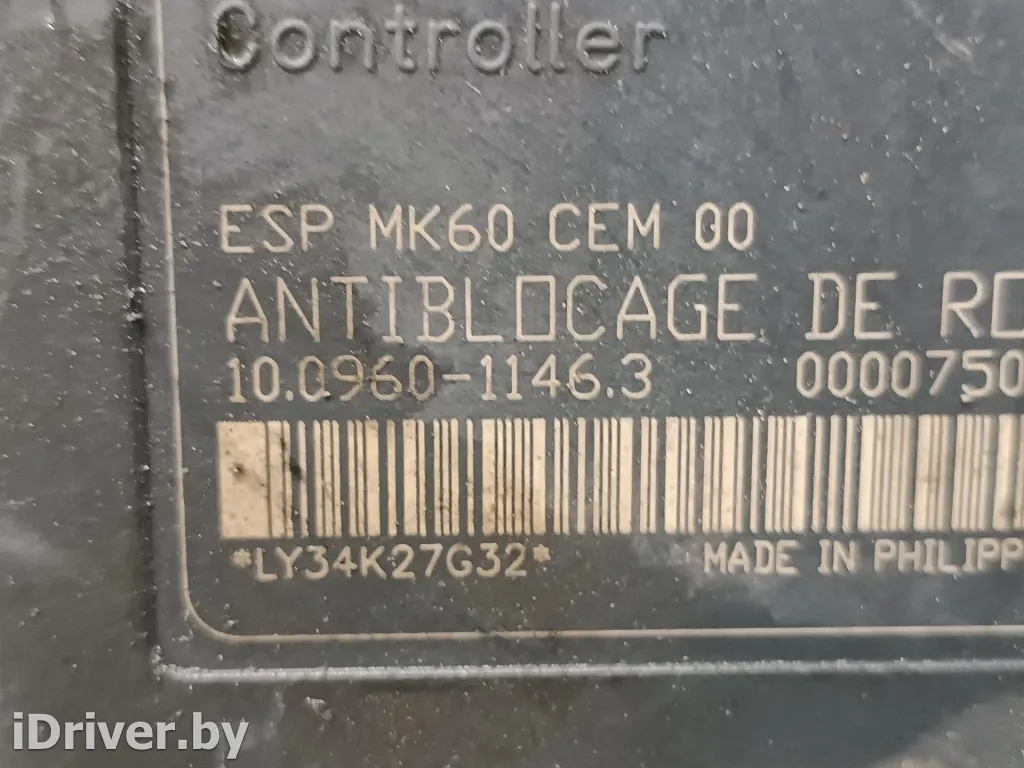 Controller
ESP MK60 CEM 00
ANTIBLOCAGE DE RO
10.0960-1146.3 0000750
*LY34K27G32* MADE IN PHILIPP
iDriver.by